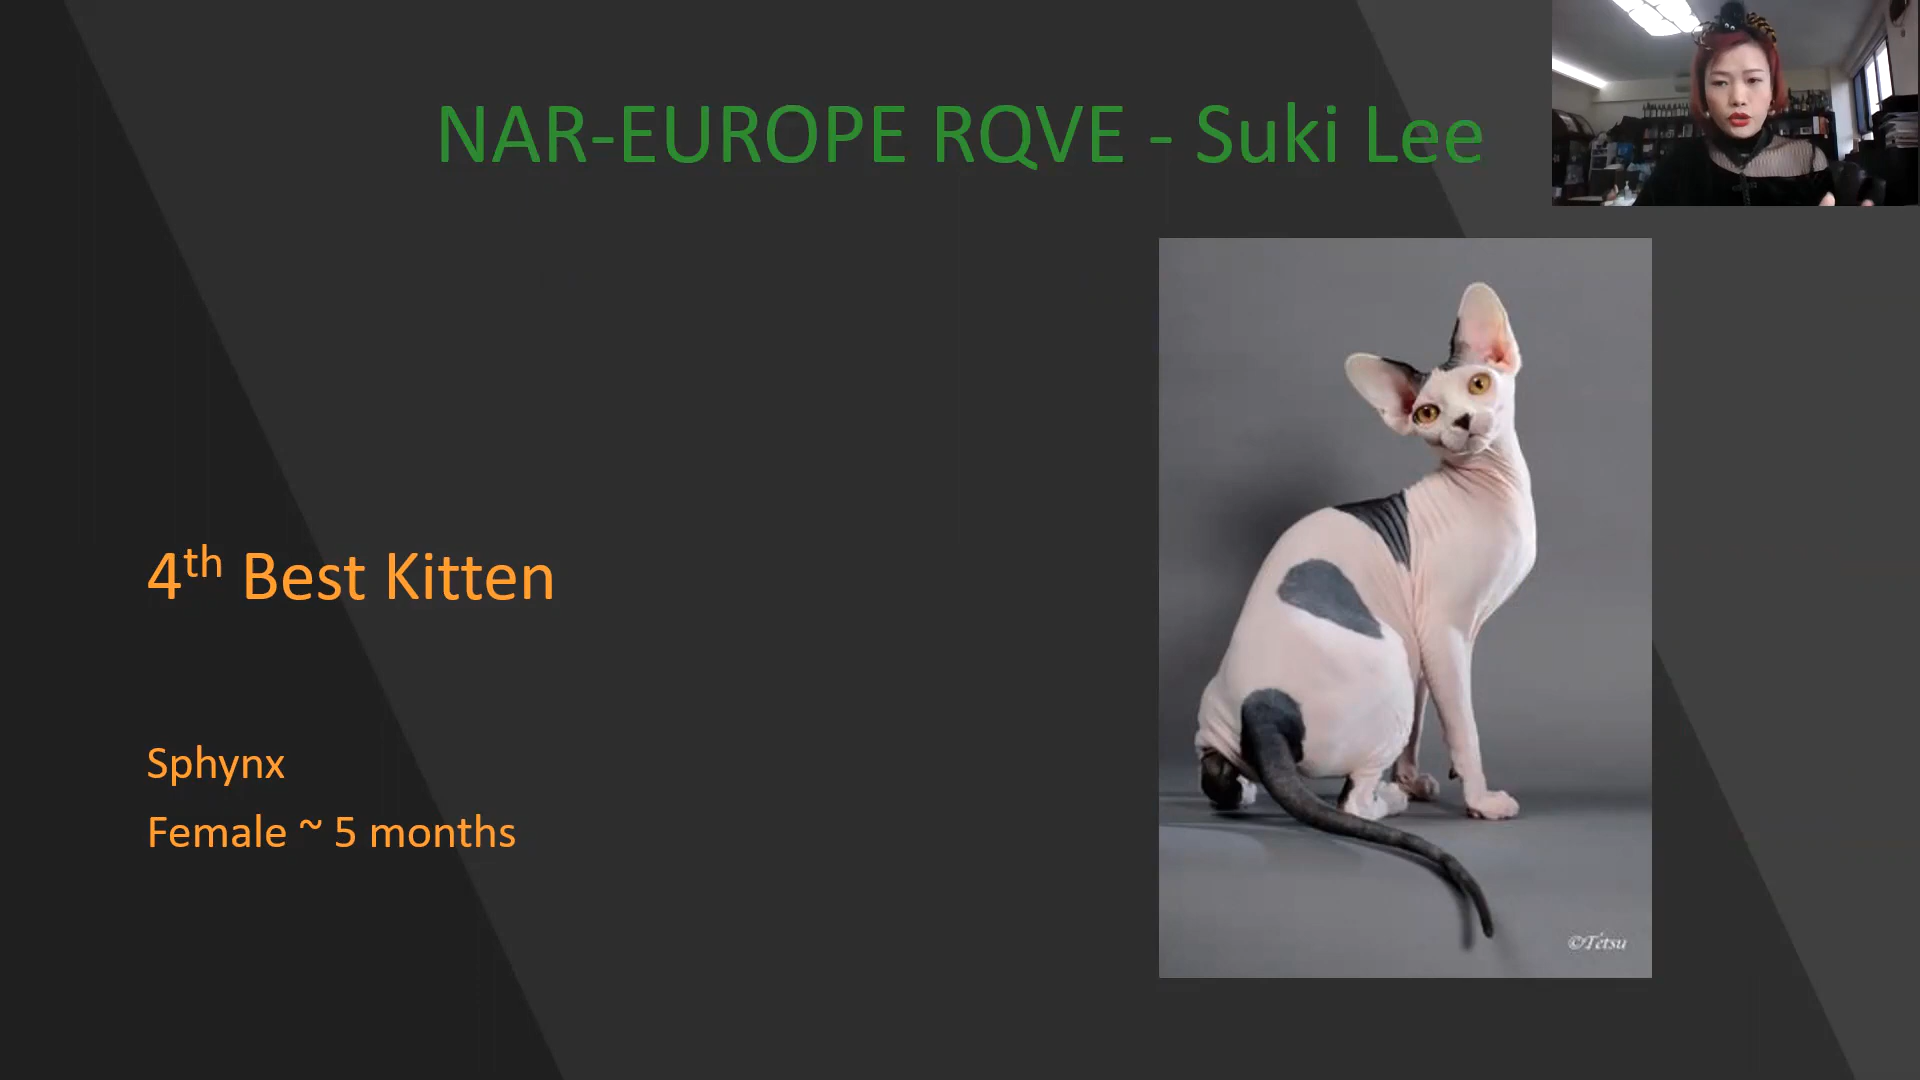 NAR-EUROPE RQVE - Suki Lee
4th Best Kitten
Sphynx
Female ~ 5 months
©Tetsu